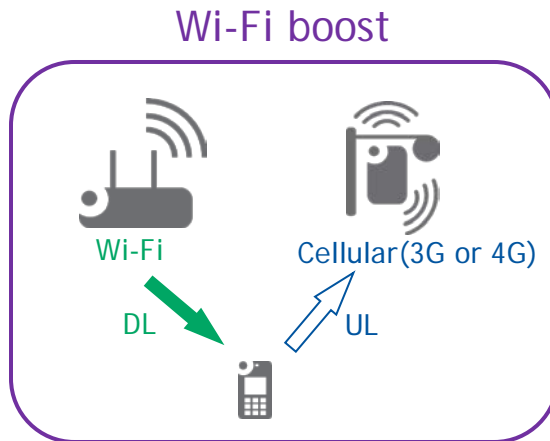 Wi-Fi boost
Wi-Fi
Cellular(3G or 4G)
DL
UL